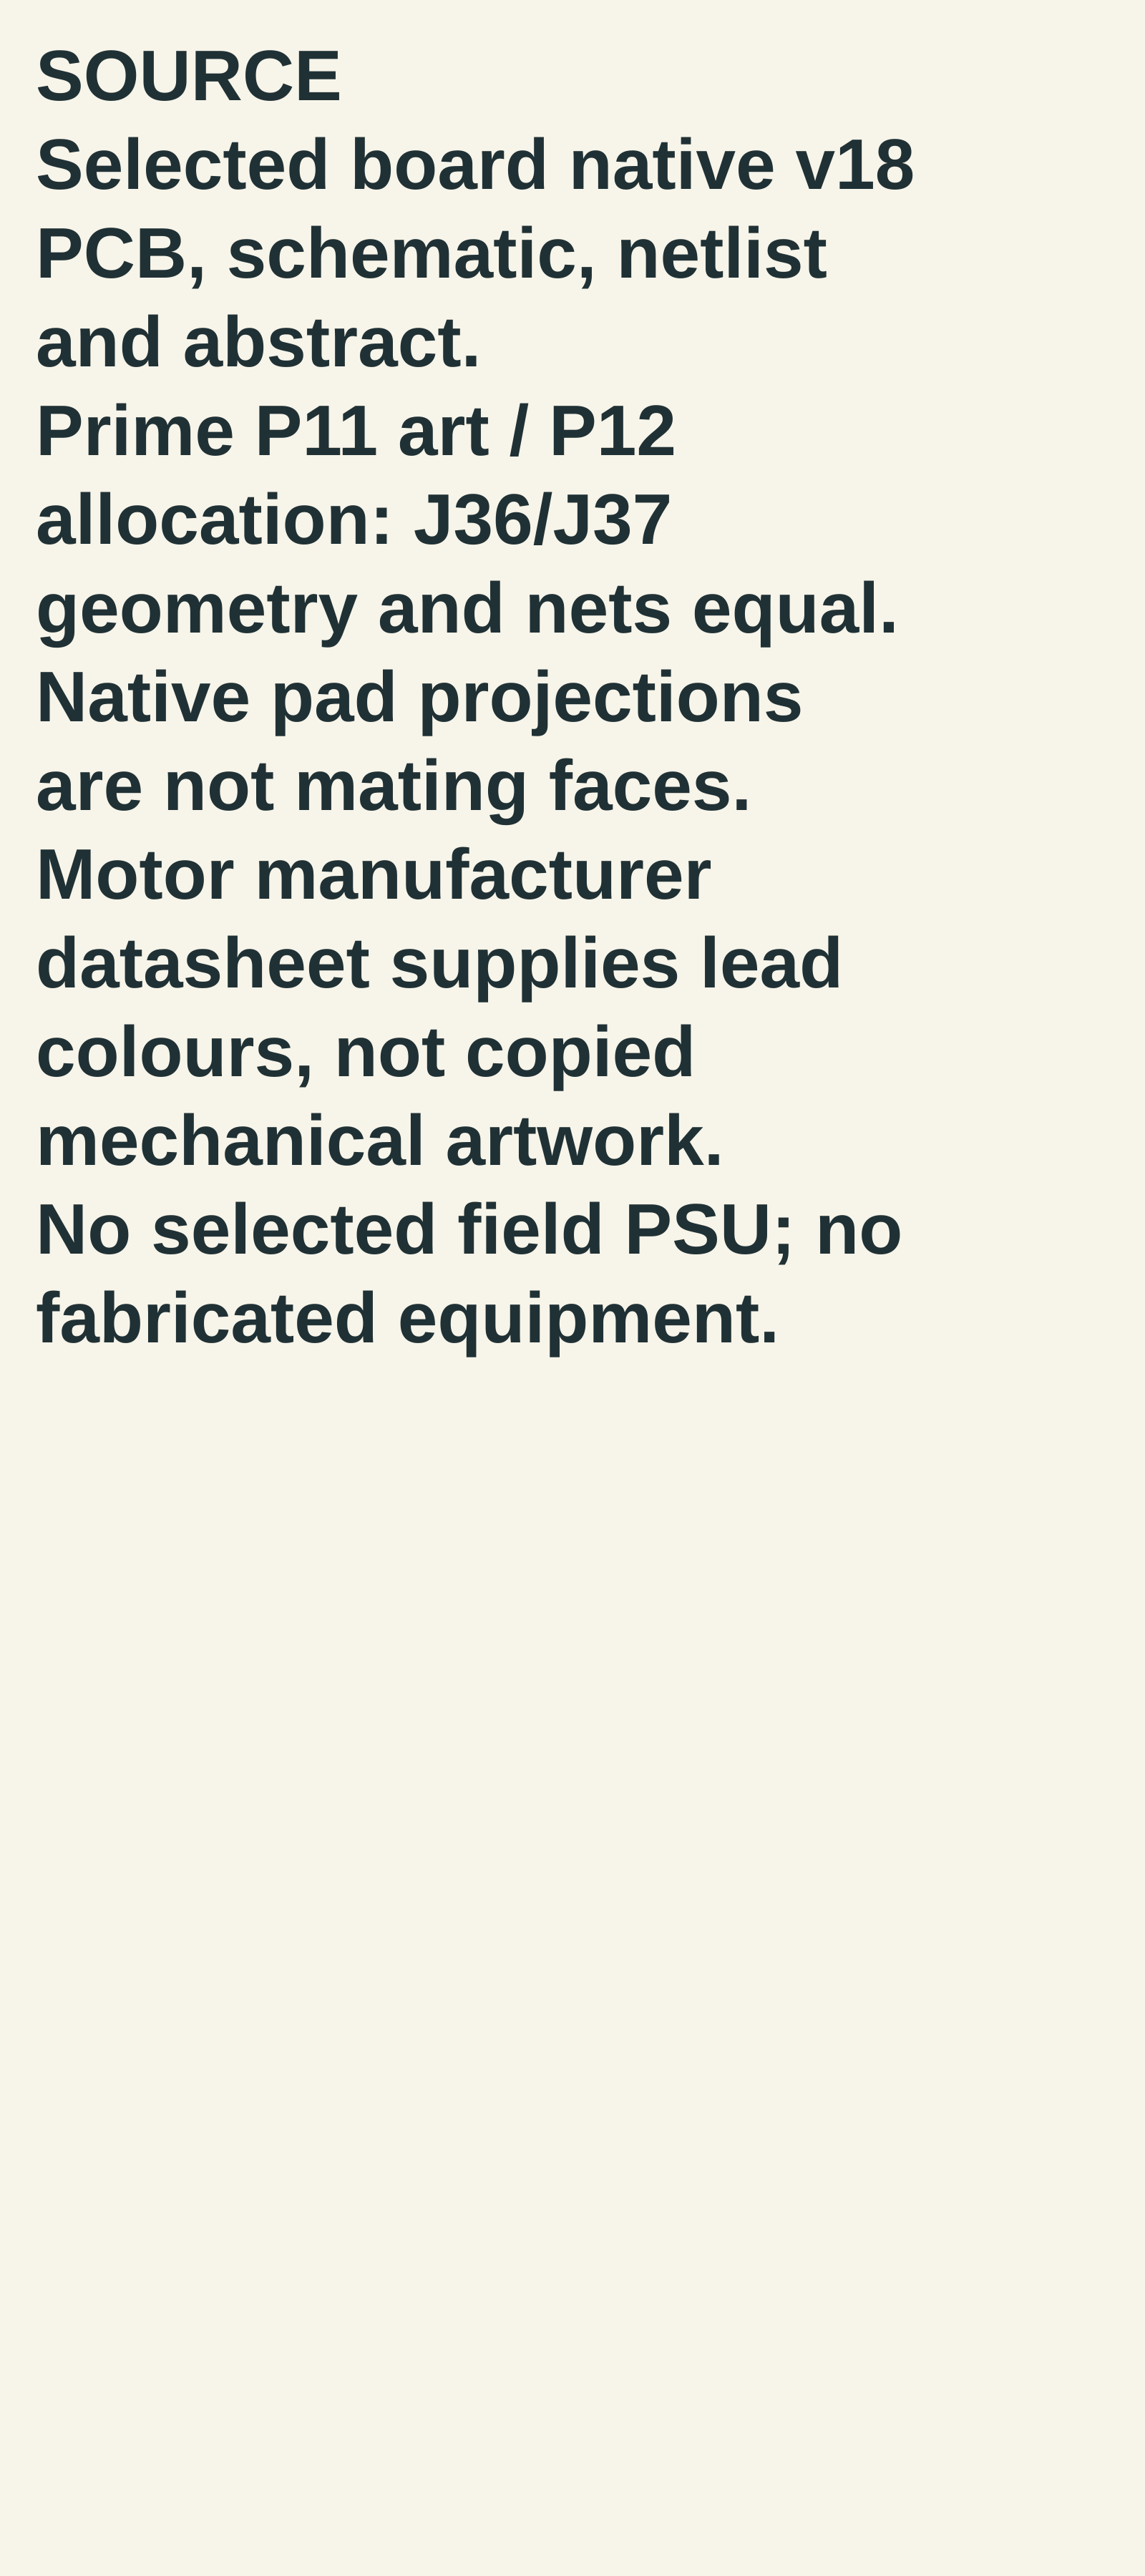 SOURCE
Selected board native v18
PCB, schematic, netlist
and abstract.
Prime P11 art / P12
allocation: J36/J37
geometry and nets equal.
Native pad projections
are not mating faces.
Motor manufacturer
datasheet supplies lead
colours, not copied
mechanical artwork.
No selected field PSU; no
fabricated equipment.